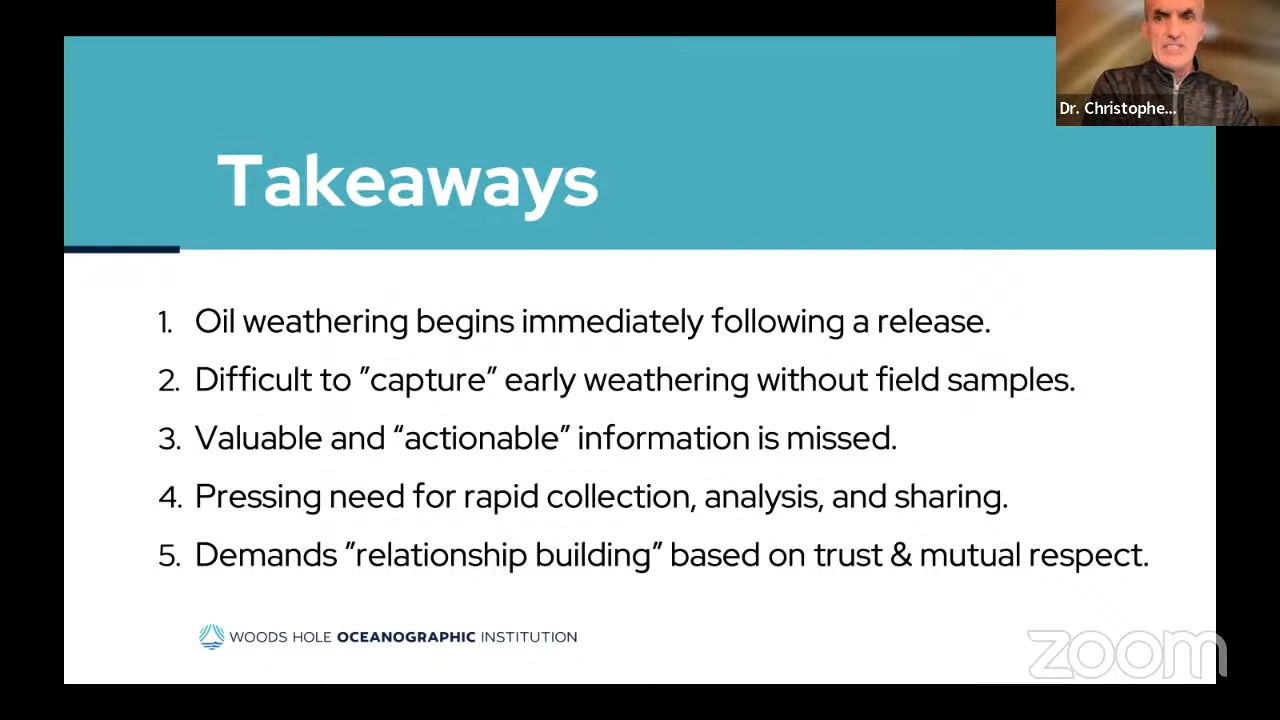 Dr. Christophe...
Takeaways
1. Oil weathering begins immediately following a release.
2. Difficult to ”capture” early weathering without field samples.
3. Valuable and “actionable” information is missed.
4. Pressing need for rapid collection, analysis, and sharing.
5. Demands ”relationship building” based on trust & mutual respect.
WOODS HOLE OCEANOGRAPHIC INSTITUTION
zoom